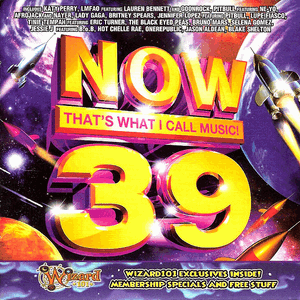 INCLUDES KATY PERRY, LMFAO FEATURING LAUREN BENNETT AND GOONROCK, PITBULL FEATURING NE-YO,
AFROJACK AND NAYER, LADY GAGA, BRITNEY SPEARS, JENNIFER LOPEZ FEATURING PITBULL, LUPE FIASCO,
TINIE TEMPAH FEATURING ERIC TURNER, THE BLACK EYED PEAS, BRUNO MARS, SELENA GOMEZ,
JESSIE J FEATURING B.o.B, HOT CHELLE RAE, ONEREPUBLIC, JASON ALDEAN, BLAKE SHELTON
NOW
THAT'S WHAT I CALL MUSIC!
39
Wizard
101
WIZARD101 EXCLUSIVES INSIDE!
MEMBERSHIP SPECIALS AND FREE STUFF